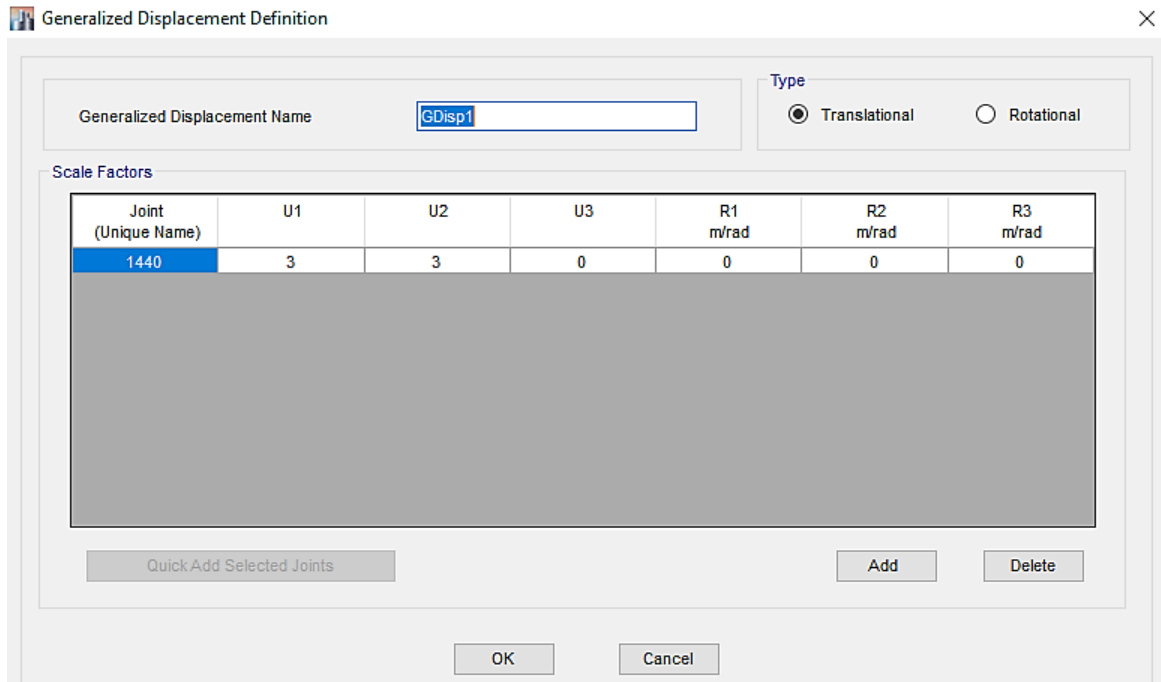 Generalized Displacement Definition
Generalized Displacement Name
GDisp1
Type
Translational
Rotational
Scale Factors
Joint (Unique Name) U1 U2 U3 R1 m/rad R2 m/rad R3 m/rad
1440 3 3 0 0 0 0
Quick Add Selected Joints
Add
Delete
OK
Cancel